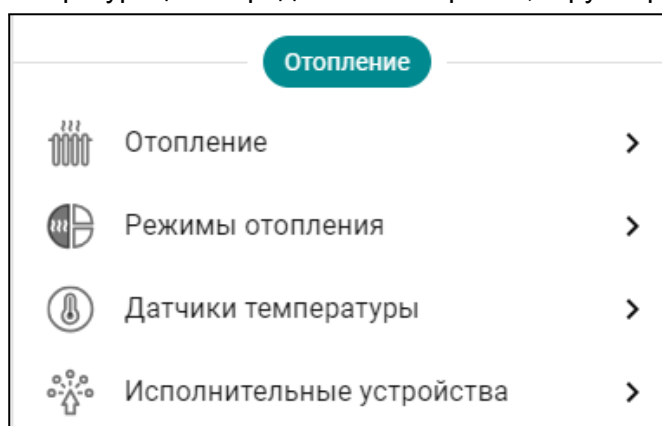 Отопление
Отопление
Режимы отопления
Датчики температуры
Исполнительные устройства